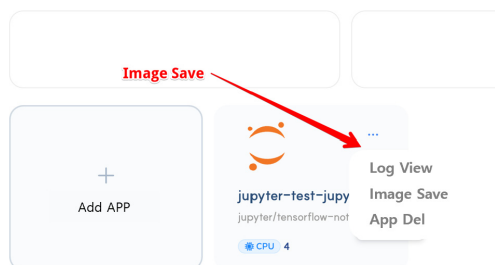 Image Save
...
Log View
Image Save
App Del
Add APP
jupyter-test-jupy
jupyter/tensorflow-not
CPU 4